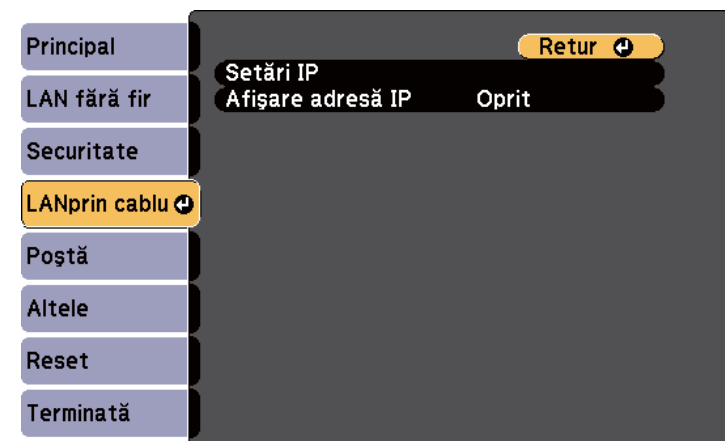 Principal
LAN fără fir
Securitate
LANprin cablu
Poştă
Altele
Reset
Terminată
Retur
Setări IP
Afişare adresă IP Oprit